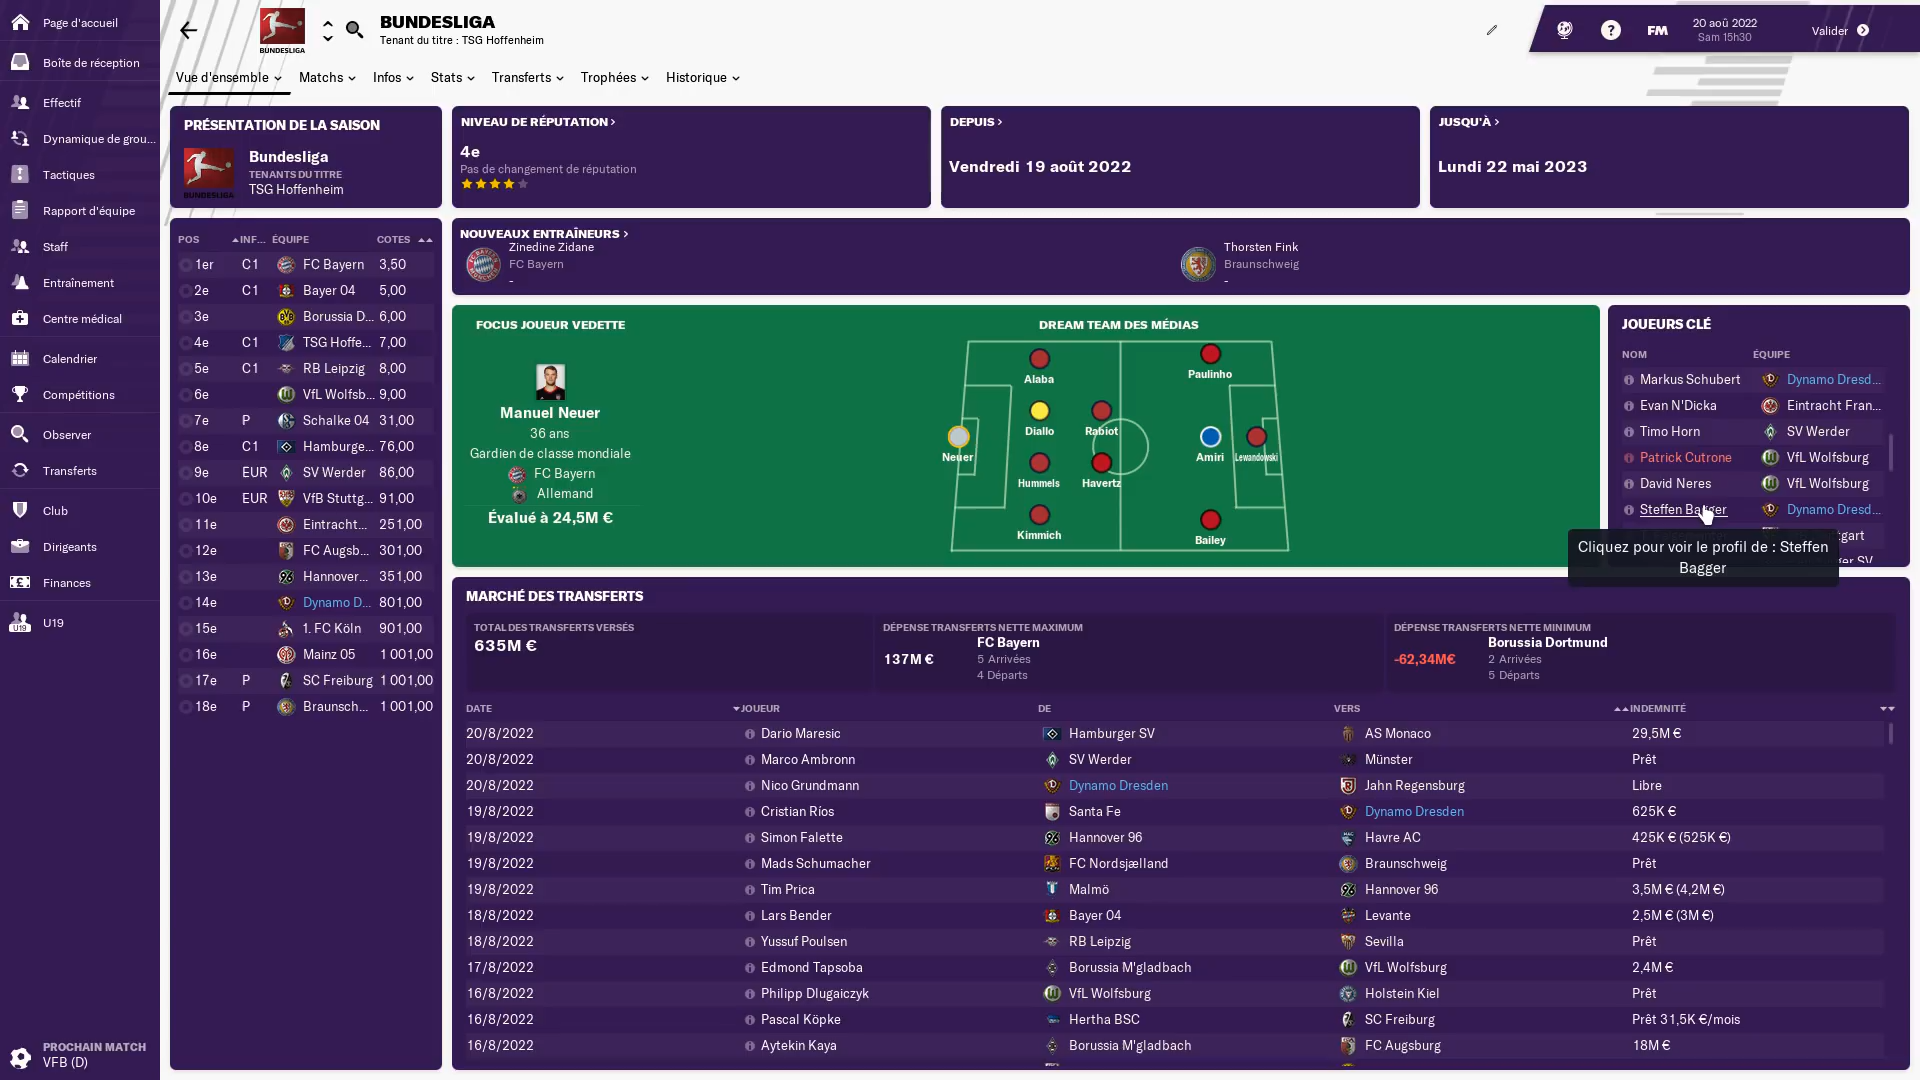 Page d'accueil
Boîte de réception
Effectif
Dynamique de grou...
Tactiques
Rapport d'équipe
Staff
Entraînement
Centre médical
Calendrier
Compétitions
Observer
Transferts
Club
Dirigeants
Finances
U19
PROCHAIN MATCH
VFB (D)
BUNDESLIGA
Tenant du titre : TSG Hoffenheim
FM
20 aoû 2022
Sam 15h30
Valider
Vue d'ensemble
Matchs
Infos
Stats
Transferts
Trophées
Historique
PRÉSENTATION DE LA SAISON
Bundesliga
TENANTS DU TITRE
TSG Hoffenheim
NIVEAU DE RÉPUTATION >
4e
Pas de changement de réputation
DEPUIS >
Vendredi 19 août 2022
JUSQU'À >
Lundi 22 mai 2023
POS INF... ÉQUIPE COTES
1er C1 FC Bayern 3,50
2e C1 Bayer 04 5,00
3e Borussia D... 6,00
4e C1 TSG Hoffe... 7,00
5e C1 RB Leipzig 8,00
6e VfL Wolfsb... 9,00
7e P Schalke 04 31,00
8e C1 Hamburge... 76,00
9e EUR SV Werder 86,00
10e EUR VfB Stuttg... 91,00
11e Eintracht... 251,00
12e FC Augsb... 301,00
13e Hannover... 351,00
14e Dynamo D... 801,00
15e 1. FC Köln 901,00
16e Mainz 05 1 001,00
17e P SC Freiburg 1 001,00
18e P Braunsch... 1 001,00
NOUVEAUX ENTRAÎNEURS >
Zinedine Zidane
FC Bayern
-
Thorsten Fink
Braunschweig
-
FOCUS JOUEUR VEDETTE
Manuel Neuer
36 ans
Gardien de classe mondiale
FC Bayern
Allemand
Évalué à 24,5M €
DREAM TEAM DES MÉDIAS
Alaba
Paulinho
Diallo
Rabiot
Neuer
Amiri
Lewandowski
Hummels
Havertz
Kimmich
Bailey
JOUEURS CLÉ
NOM ÉQUIPE
Markus Schubert Dynamo Dresd...
Evan N'Dicka Eintracht Fran...
Timo Horn SV Werder
Patrick Cutrone VfL Wolfsburg
David Neres VfL Wolfsburg
Steffen Bagger Dynamo Dresd...
Cliquez pour voir le profil de : Steffen
Bagger
MARCHÉ DES TRANSFERTS
TOTAL DES TRANSFERTS VERSÉS
635M €
DÉPENSE TRANSFERTS NETTE MAXIMUM
137M €
FC Bayern
5 Arrivées
4 Départs
DÉPENSE TRANSFERTS NETTE MINIMUM
-62,34M€
Borussia Dortmund
2 Arrivées
5 Départs
DATE JOUEUR DE VERS INDEMNITÉ
20/8/2022 Dario Maresic Hamburger SV AS Monaco 29,5M €
20/8/2022 Marco Ambronn SV Werder Münster Prêt
20/8/2022 Nico Grundmann Dynamo Dresden Jahn Regensburg Libre
19/8/2022 Cristian Ríos Santa Fe Dynamo Dresden 625K €
19/8/2022 Simon Falette Hannover 96 Havre AC 425K € (525K €)
19/8/2022 Mads Schumacher FC Nordsjælland Braunschweig Prêt
19/8/2022 Tim Prica Malmö Hannover 96 3,5M € (4,2M €)
18/8/2022 Lars Bender Bayer 04 Levante 2,5M € (3M €)
18/8/2022 Yussuf Poulsen RB Leipzig Sevilla Prêt
17/8/2022 Edmond Tapsoba Borussia M'gladbach VfL Wolfsburg 2,4M €
16/8/2022 Philipp Dlugaiczyk VfL Wolfsburg Holstein Kiel Prêt
16/8/2022 Pascal Köpke Hertha BSC SC Freiburg Prêt 31,5K €/mois
16/8/2022 Aytekin Kaya Borussia M'gladbach FC Augsburg 18M €